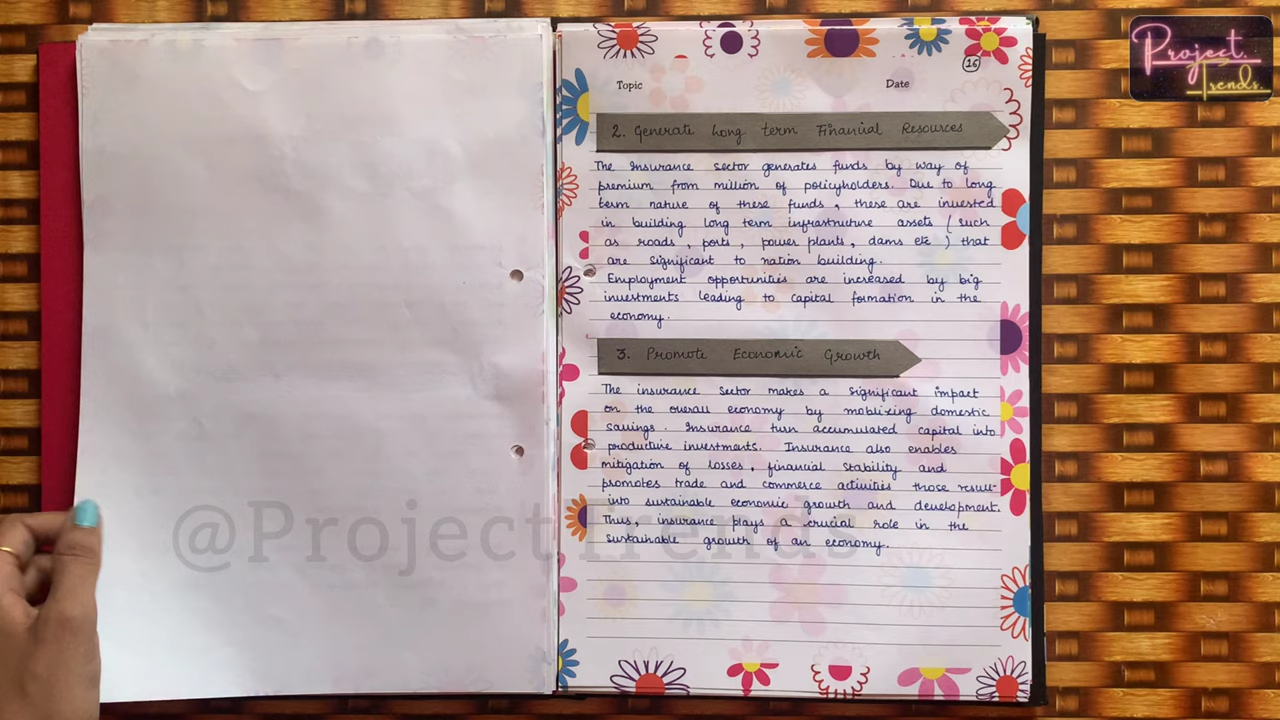 Project
Trends.
16
Topic Date
2. Generate Long term Financial Resources
The Insurance sector generates funds by way of
premium from million of policyholders. Due to long
term nature of these funds, these are invested
in building long term infrastructure assets (such
as roads, ports, power plants, dams etc) that
are significant to nation building.
Employment opportunities are increased by big
investments leading to capital formation in the
economy.
3. Promote Economic Growth
The insurance sector makes a significant impact
on the overall economy by moblizing domestic
savings. Insurance turn accumulated capital into
productive investments. Insurance also enables
mitigation of losses, financial stability and
promotes trade and commerce activities those result
into sustainable economic growth and development.
Thus, insurance plays a crucial role in the
sustainable growth of an economy.
@ProjectTrends